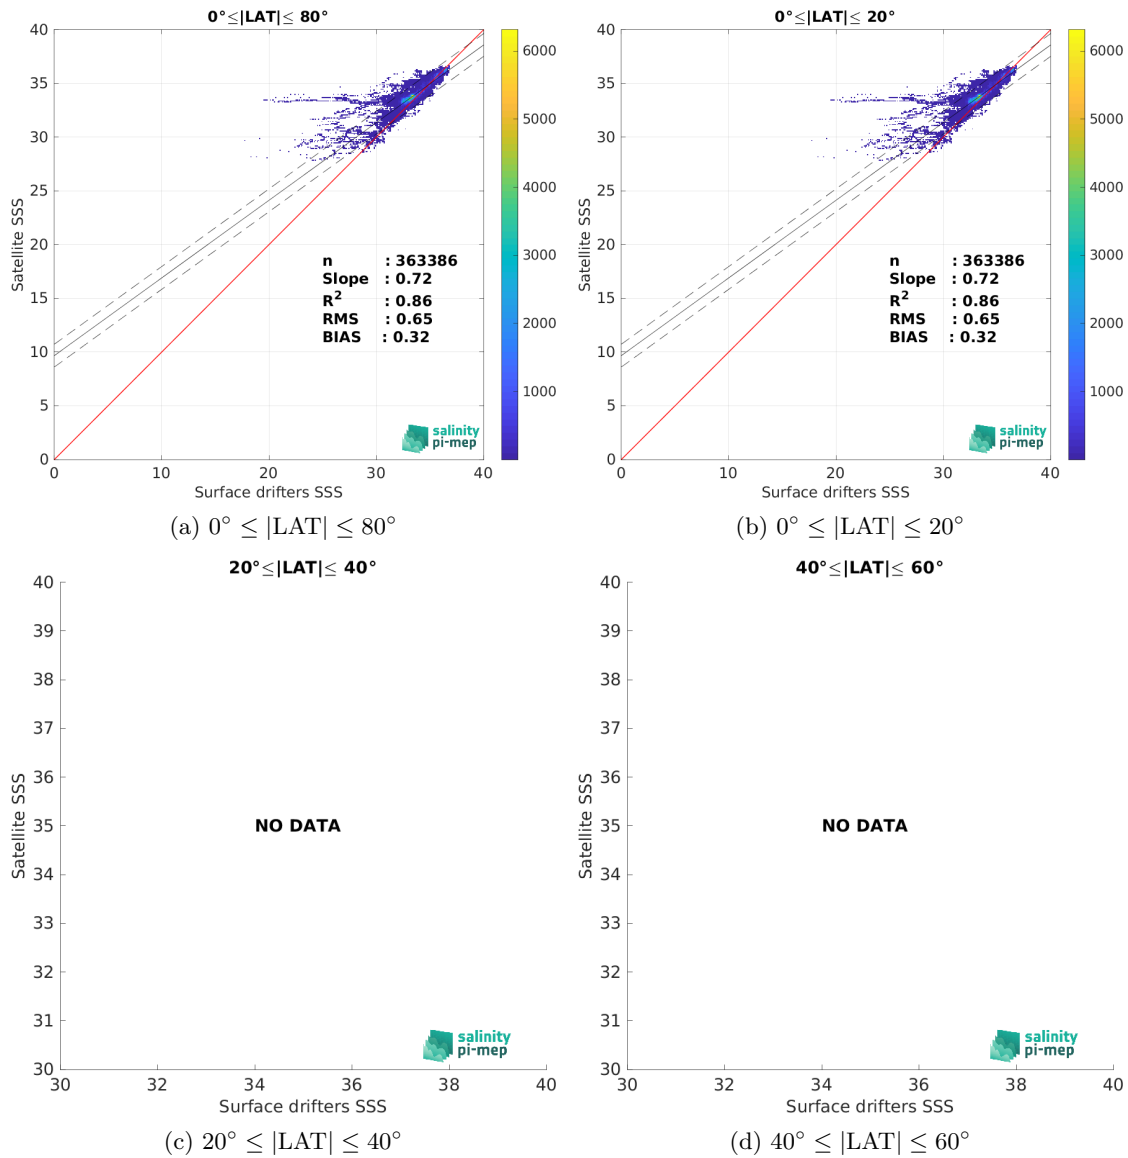 0°≤|LAT|≤ 80°
40
35
30
25
20
15
10
5
0
Satellite SSS
0
10
20
30
40
Surface drifters SSS
6000
5000
4000
3000
2000
1000
n : 363386
Slope : 0.72
R² : 0.86
RMS : 0.65
BIAS : 0.32
salinity
pi-mep
(a) 0° ≤ |LAT| ≤ 80°
0°≤|LAT|≤ 20°
40
35
30
25
20
15
10
5
0
Satellite SSS
0
10
20
30
40
Surface drifters SSS
6000
5000
4000
3000
2000
1000
n : 363386
Slope : 0.72
R² : 0.86
RMS : 0.65
BIAS : 0.32
salinity
pi-mep
(b) 0° ≤ |LAT| ≤ 20°
20°≤|LAT|≤ 40°
40
39
38
37
36
35
34
33
32
31
30
Satellite SSS
NO DATA
salinity
pi-mep
30
32
34
36
38
40
Surface drifters SSS
(c) 20° ≤ |LAT| ≤ 40°
40°≤|LAT|≤ 60°
40
39
38
37
36
35
34
33
32
31
30
Satellite SSS
NO DATA
salinity
pi-mep
30
32
34
36
38
40
Surface drifters SSS
(d) 40° ≤ |LAT| ≤ 60°